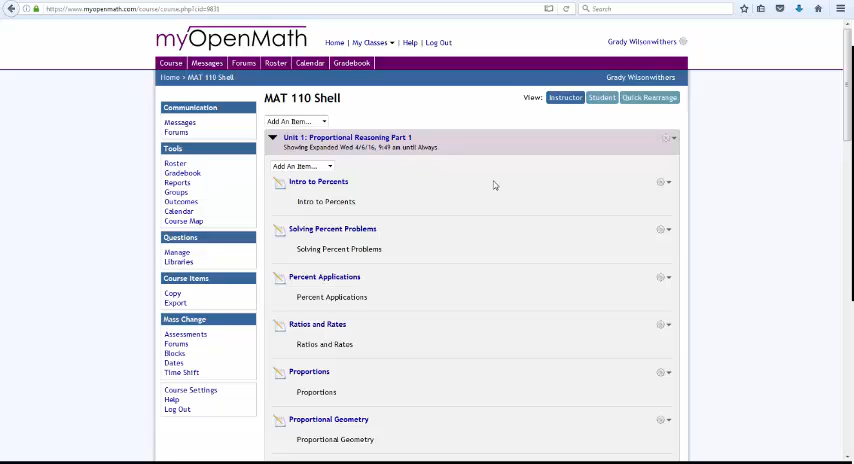 https://www.myopenmath.com/course/course.php?cid=9831
Search
myOpenMath
Home | My Classes | Help | Log Out
Grady Wilsonwithers
Course Messages Forums Roster Calendar Gradebook
Home > MAT 110 Shell
Grady Wilsonwithers
MAT 110 Shell
View: Instructor Student Quick Rearrange
Communication
Messages
Forums
Tools
Roster
Gradebook
Reports
Groups
Outcomes
Calendar
Course Map
Questions
Manage
Libraries
Course Items
Copy
Export
Mass Change
Assessments
Forums
Blocks
Dates
Time Shift
Course Settings
Help
Log Out
Add An Item...
Unit 1: Proportional Reasoning Part 1
Showing Expanded Wed 4/6/16, 9:49 am until Always
Add An Item...
Intro to Percents
Intro to Percents
Solving Percent Problems
Solving Percent Problems
Percent Applications
Percent Applications
Ratios and Rates
Ratios and Rates
Proportions
Proportions
Proportional Geometry
Proportional Geometry